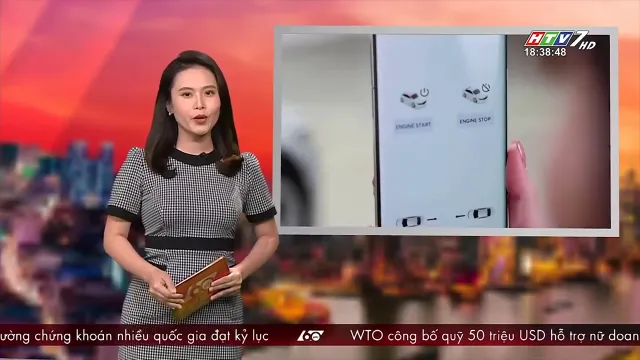 HTV7 HD
18:38:48
ENGINE START
ENGINE STOP
ường chứng khoán nhiều quốc gia đạt kỷ lục
60
WTO công bố quỹ 50 triệu USD hỗ trợ nữ doan